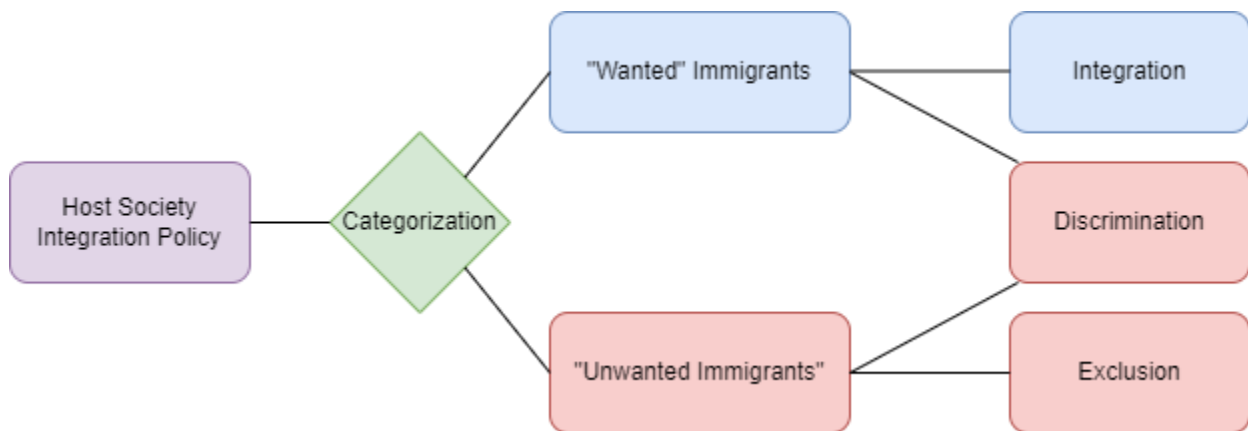 "Wanted" Immigrants
Integration
Host Society
Integration Policy
Categorization
Discrimination
"Unwanted Immigrants"
Exclusion